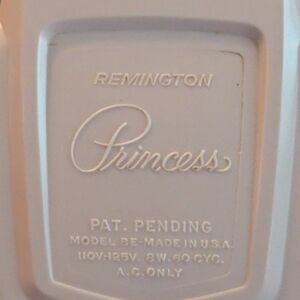 REMINGTON
Princess
PAT. PENDING
MODEL BE-MADE IN U.S.A.
110V-125V. 8W. 60 CYC.
A.C. ONLY